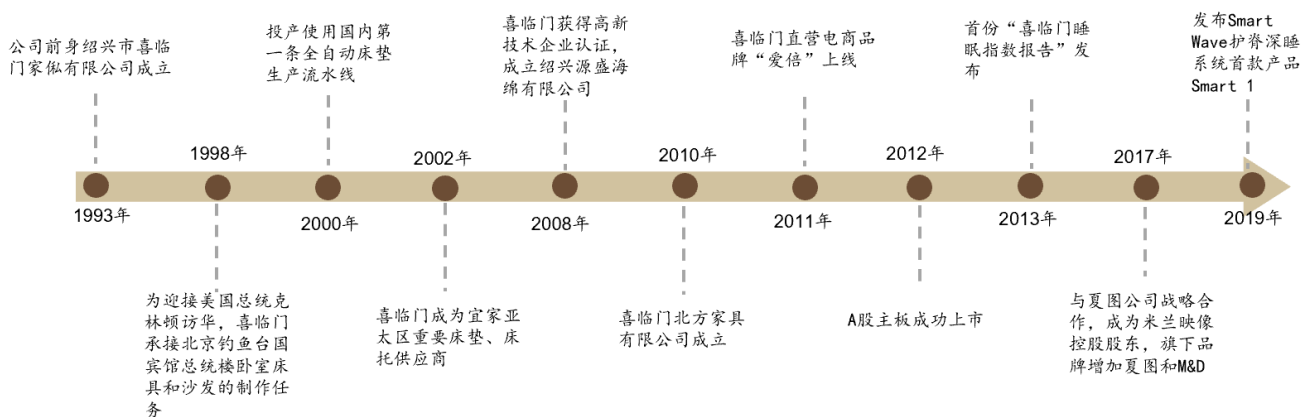 公司前身绍兴市喜临
门家俬有限公司成立
投产使用国内第
一条全自动床垫
生产流水线
喜临门获得高新
技术企业认证,
成立绍兴源盛海
绵有限公司
喜临门直营电商品
牌“爱倍”上线
首份“喜临门睡
眠指数报告”发
布
发布Smart
Wave护脊深睡
系统首款产品
Smart 1
1998年
2002年
2010年
2012年
2017年
1993年
2000年
2008年
2011年
2013年
2019年
为迎接美国总统克
林顿访华, 喜临门
承接北京钓鱼台国
宾馆总统楼卧室床
具和沙发的制作任
务
喜临门成为宜家亚
太区重要床垫、床
托供应商
喜临门北方家具
有限公司成立
A股主板成功上市
与夏图公司战略合
作, 成为米兰映像
控股股东, 旗下品
牌增加夏图和M&D